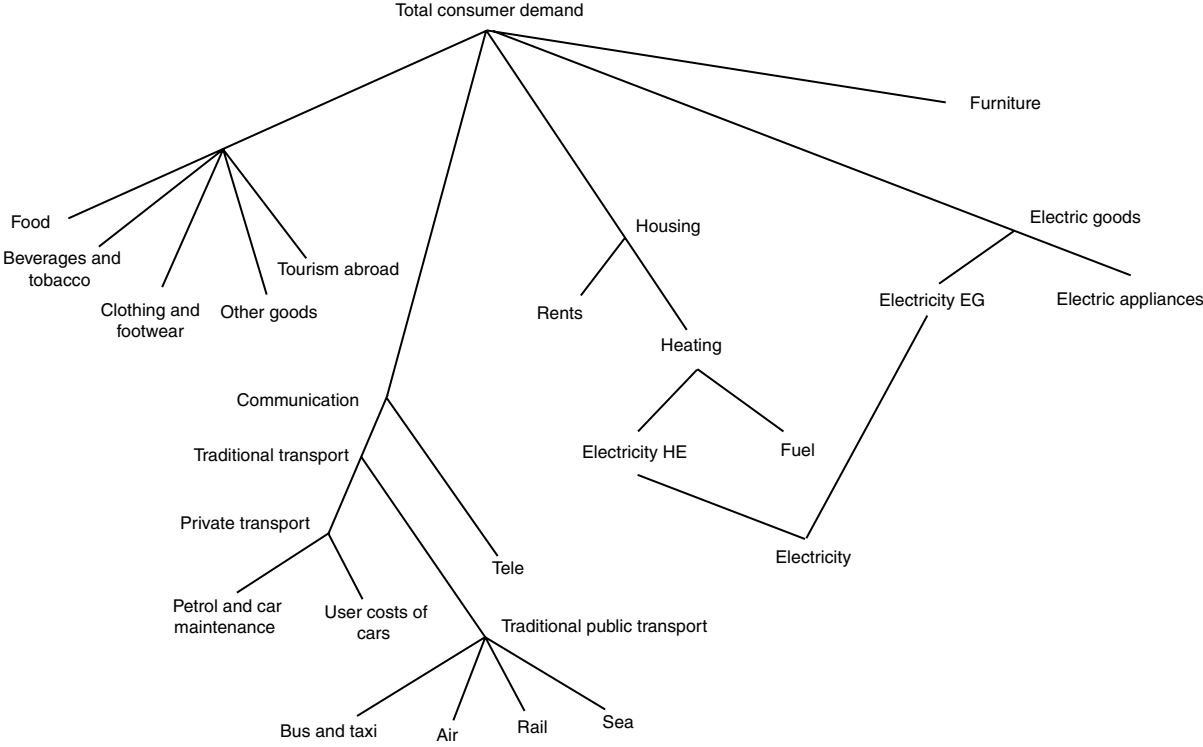 Total consumer demand
Furniture
Food
Beverages and
tobacco
Clothing and
footwear
Other goods
Tourism abroad
Housing
Electric goods
Rents
Electricity EG
Electric appliances
Heating
Communication
Electricity HE
Fuel
Traditional transport
Private transport
Electricity
Tele
Petrol and car
maintenance
User costs of
cars
Traditional public transport
Bus and taxi
Air
Rail
Sea